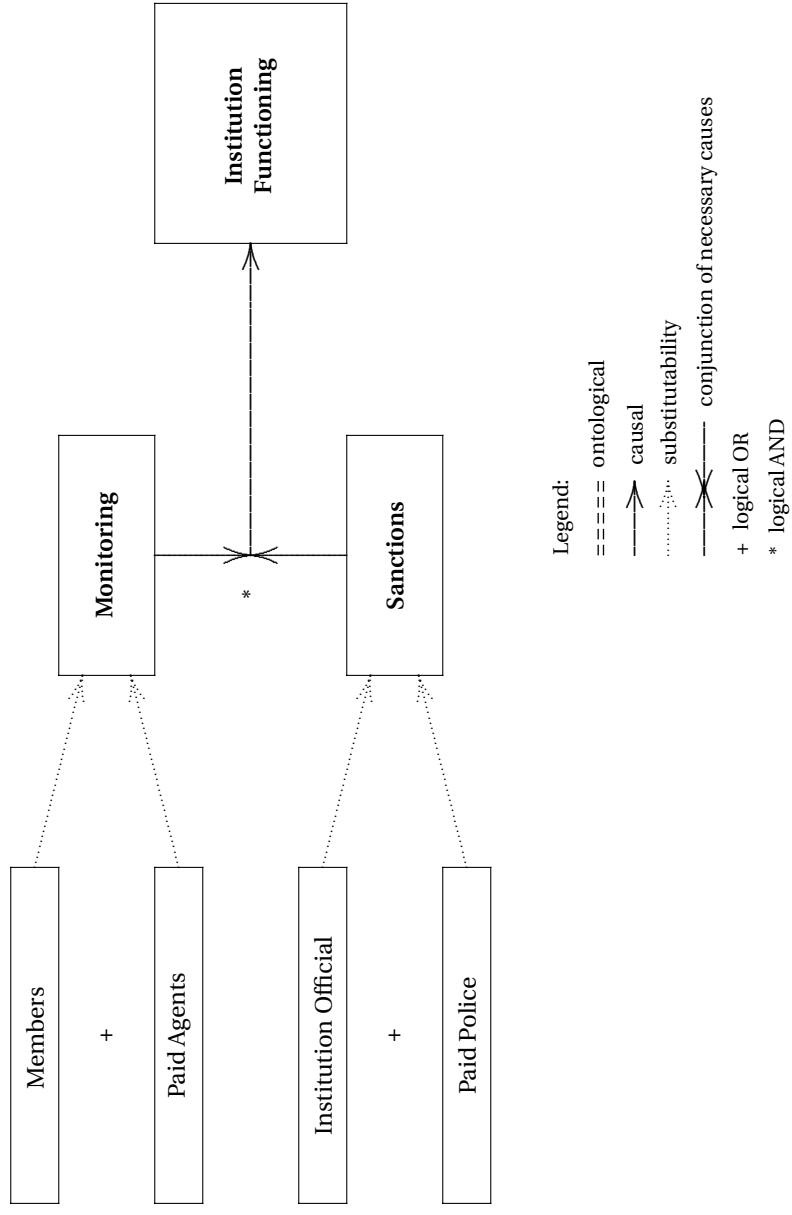 Members
+
Paid Agents
Institution Official
+
Paid Police
Monitoring
*
Sanctions
Institution
Functioning
Legend:
===== ontological
causal
substitutability
conjunction of necessary causes
+ logical OR
* logical AND